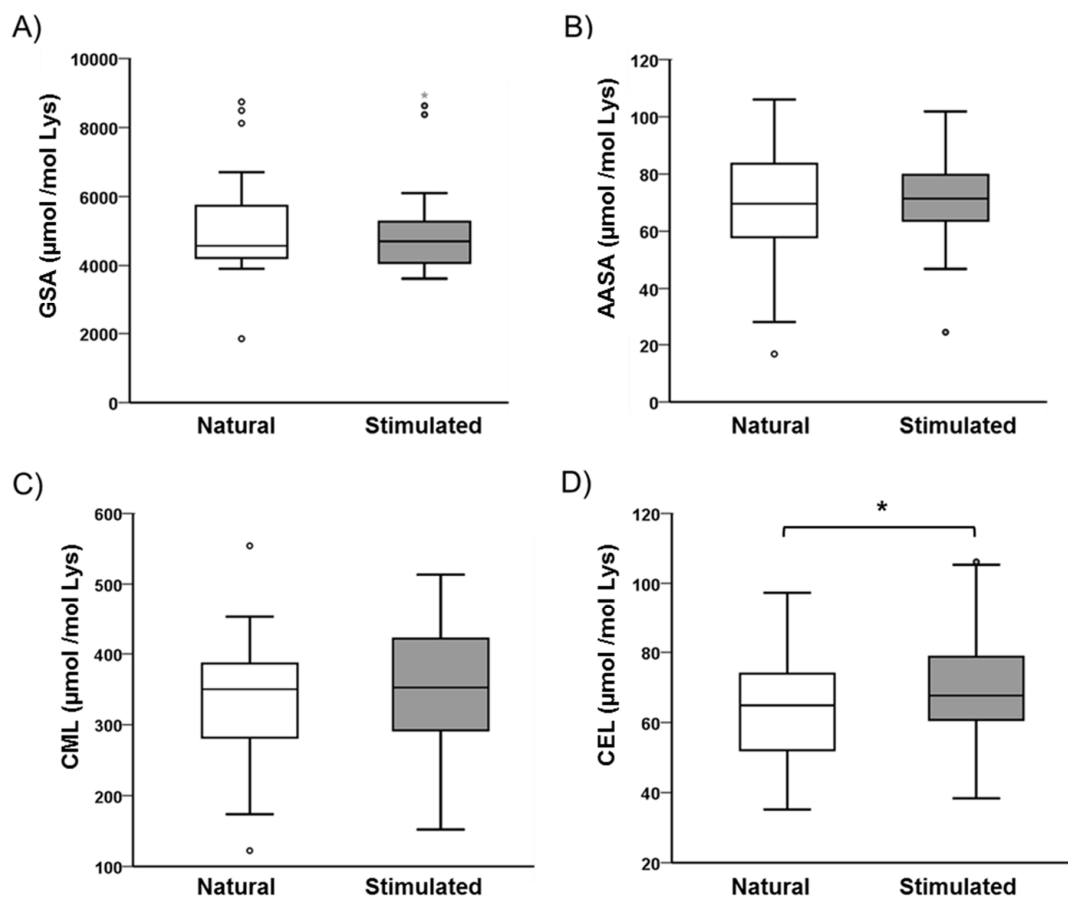 A)
GSA (µmol /mol Lys)
10000
8000
6000
4000
2000
0
*
Natural
Stimulated
B)
AASA (µmol /mol Lys)
120
100
80
60
40
20
0
Natural
Stimulated
C)
CML (µmol /mol Lys)
600
500
400
300
200
100
Natural
Stimulated
D)
CEL (µmol /mol Lys)
120
100
80
60
40
20
*
Natural
Stimulated